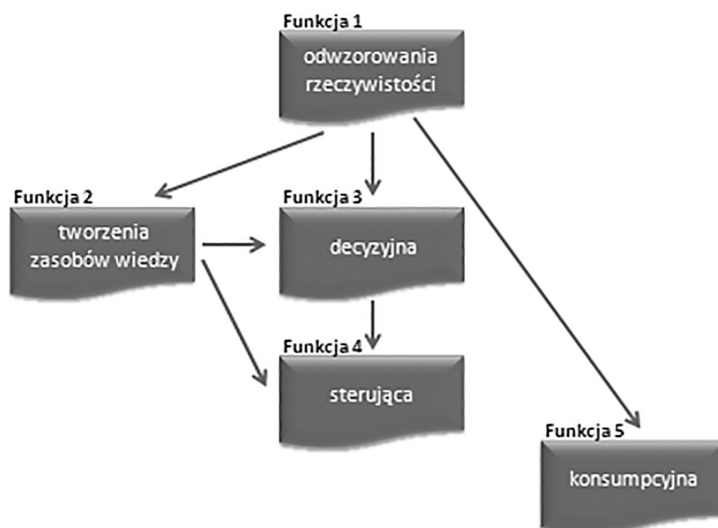 Funkcja 1
odwzorowania
rzeczywistości
Funkcja 2
tworzenia
zasobów wiedzy
Funkcja 3
decyzyjna
Funkcja 4
sterująca
Funkcja 5
konsumpcyjna